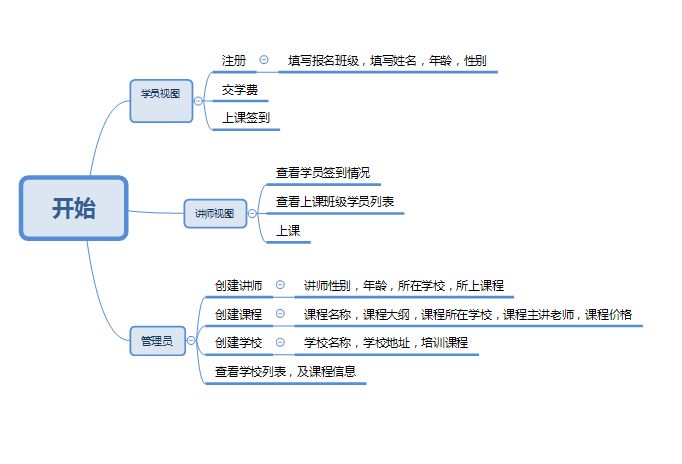 开始
学员视图
注册
填写报名班级，填写姓名，年龄，性别
交学费
上课签到
讲师视图
查看学员签到情况
查看上课班级学员列表
上课
管理员
创建讲师
讲师性别，年龄，所在学校，所上课程
创建课程
课程名称，课程大纲，课程所在学校，课程主讲老师，课程价格
创建学校
学校名称，学校地址，培训课程
查看学校列表，及课程信息